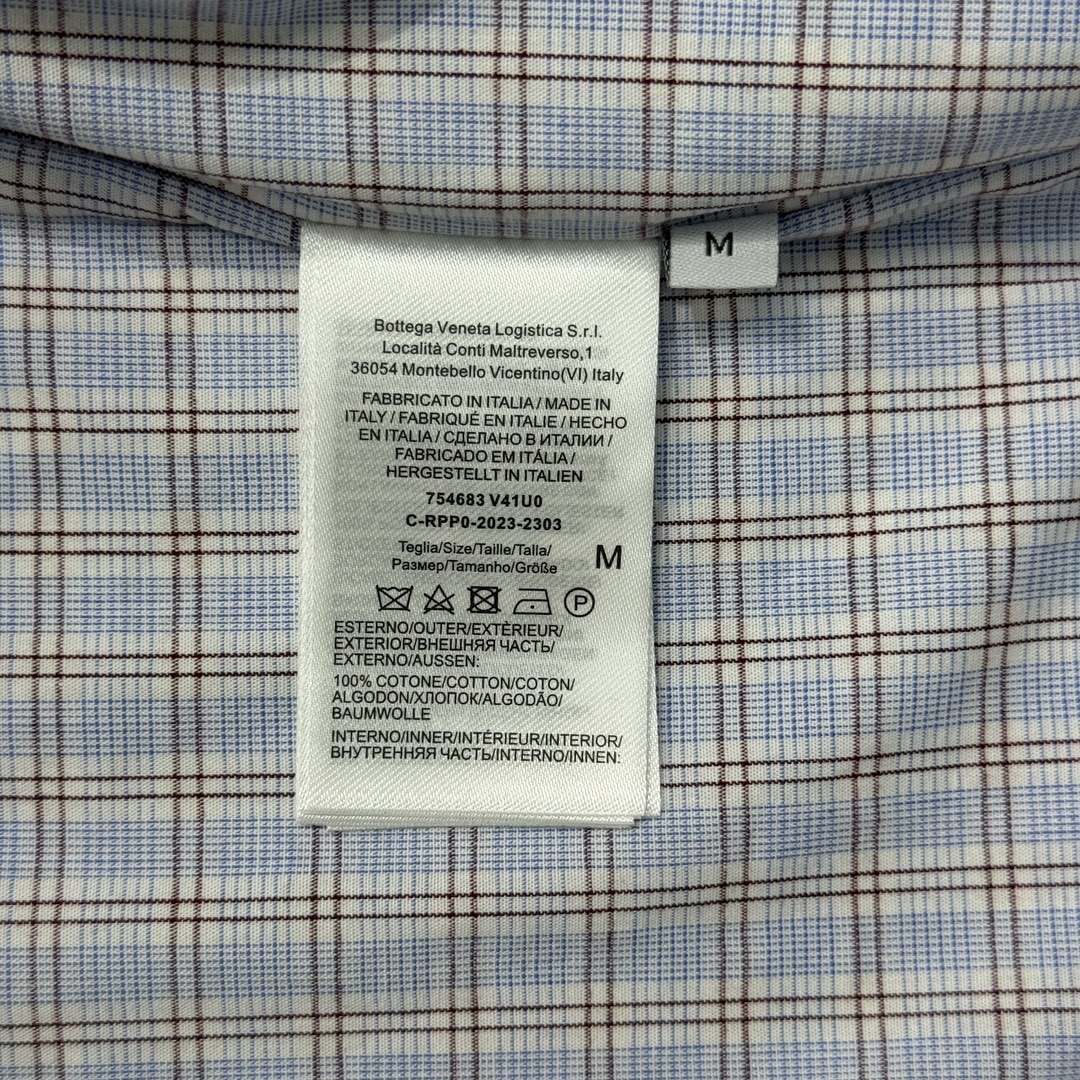 M
Bottega Veneta Logistica S.r.l.
Località Conti Maltreverso,1
36054 Montebello Vicentino(VI) Italy
FABBRICATO IN ITALIA / MADE IN
ITALY / FABRIQUÉ EN ITALIE / HECHO
EN ITALIA / СДЕЛАНО В ИТАЛИИ /
FABRICADO EM ITÁLIA /
HERGESTELLT IN ITALIEN
754683 V41U0
C-RPP0-2023-2303
Teglia/Size/Taille/Talla/
Размер/Tamanho/Größe
M
P
ESTERNO/OUTER/EXTÈRIEUR/
EXTERIOR/ВНЕШНЯЯ ЧАСТЬ/
EXTERNO/AUSSEN:
100% COTONE/COTTON/COTON/
ALGODON/ХЛОПОК/ALGODÃO/
BAUMWOLLE
INTERNO/INNER/INTÉRIEUR/INTERIOR/
ВНУТРЕННЯЯ ЧАСТЬ/INTERNO/INNEN: